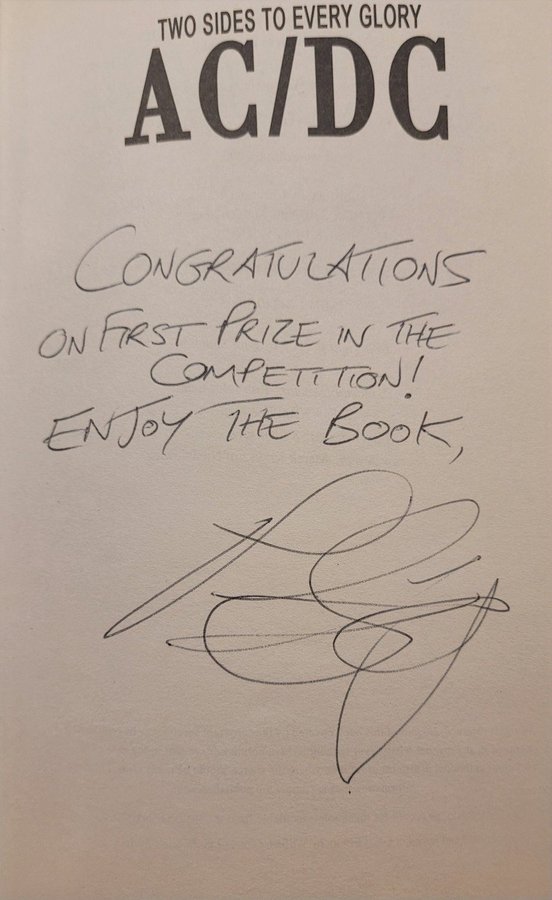 TWO SIDES TO EVERY GLORY
AC/DC
CONGRATULATIONS
ON FIRST PRIZE IN THE
COMPETITION!
ENJOY THE BOOK,